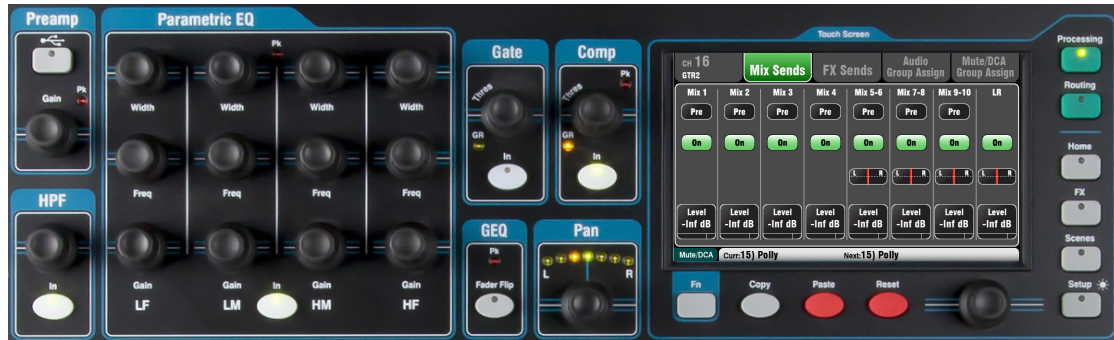 Preamp
Gain
Pk
HPF
In
Parametric EQ
Pk
Width
Width
Width
Width
Freq
Freq
Freq
Freq
Gain
Gain
In
Gain
Gain
LF
LM
HM
HF
Gate
Thres
GR
In
Comp
Pk
Thres
GR
In
GEQ
Pk
Fader Flip
Pan
L
R
Touch Screen
CH 16
GTR2
Mix Sends
FX Sends
Audio
Group Assign
Mute/DCA
Group Assign
Mix 1 Mix 2 Mix 3 Mix 4 Mix 5-6 Mix 7-8 Mix 9-10 LR
Pre Pre Pre Pre Pre Pre Pre
On On On On On On On On
L R L R L R L R
Level Level Level Level Level Level Level Level
-Inf dB -Inf dB -Inf dB -Inf dB -Inf dB -Inf dB -Inf dB -Inf dB
Mute/DCA Curr:15) Polly Next:15) Polly
Fn
Copy
Paste
Reset
Processing
Routing
Home
FX
Scenes
Setup